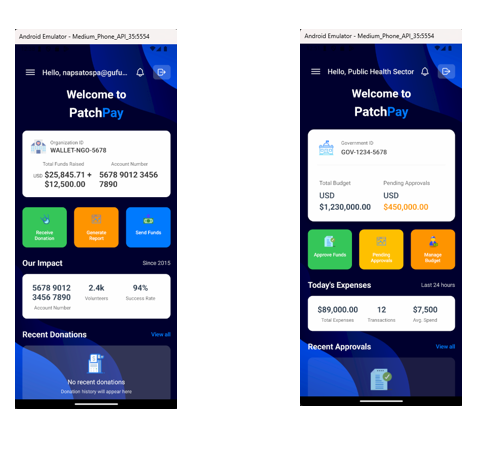 Android Emulator - Medium_Phone_API_35:5554
Hello, napsatospa@gufu...
Welcome to
PatchPay
Organization ID
WALLET-NGO-5678
Total Funds Raised
Account Number
USD $25,845.71 +
$12,500.00
5678 9012 3456
7890
Receive
Donation
Generate
Report
Send Funds
Our Impact
Since 2015
5678 9012
3456 7890
Account Number
2.4k
Volunteers
94%
Success Rate
Recent Donations
View all
No recent donations
Donation history will appear here
Android Emulator - Medium_Phone_API_35:5554
Hello, Public Health Sector
Welcome to
PatchPay
Government ID
GOV-1234-5678
Total Budget
Pending Approvals
USD
$1,230,000.00
USD
$450,000.00
Approve Funds
Pending
Approvals
Manage
Budget
Today's Expenses
Last 24 hours
$89,000.00
Total Expenses
12
Transactions
$7,500
Avg. Spend
Recent Approvals
View all